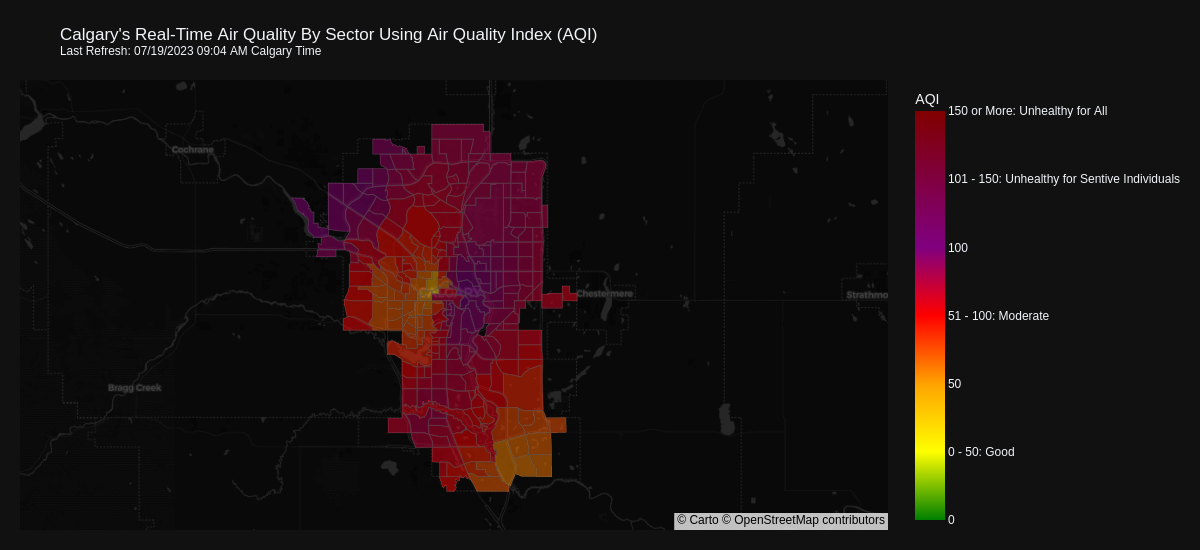 Calgary's Real-Time Air Quality By Sector Using Air Quality Index (AQI)
Last Refresh: 07/19/2023 09:04 AM Calgary Time
AQI
150 or More: Unhealthy for All
Cochrane
101 - 150: Unhealthy for Sentive Individuals
100
Chestermere
Strathmo
51 - 100: Moderate
Bragg Creek
50
0 - 50: Good
0
© Carto © OpenStreetMap contributors